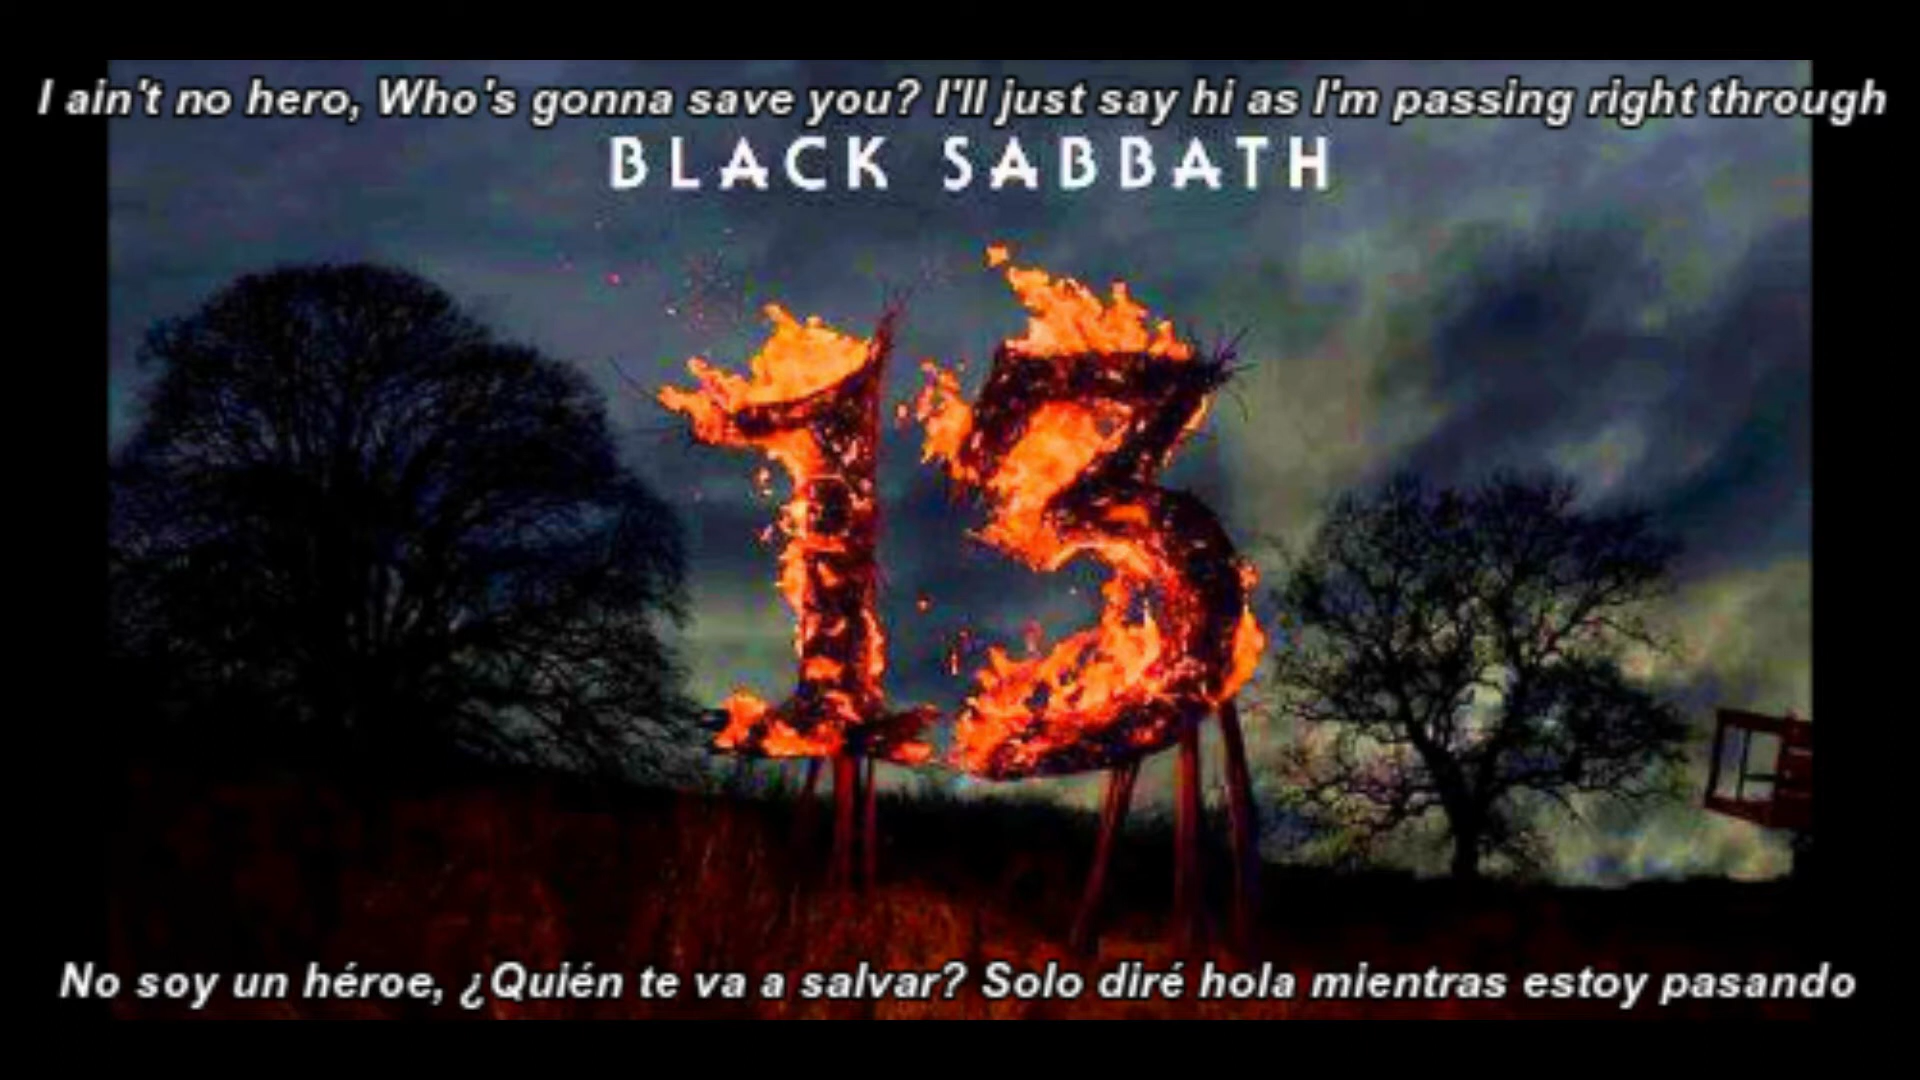 I ain't no hero, Who's gonna save you? I'll just say hi as I'm passing right through
BLACK SABBATH
13
No soy un héroe, ¿Quién te va a salvar? Solo diré hola mientras estoy pasando